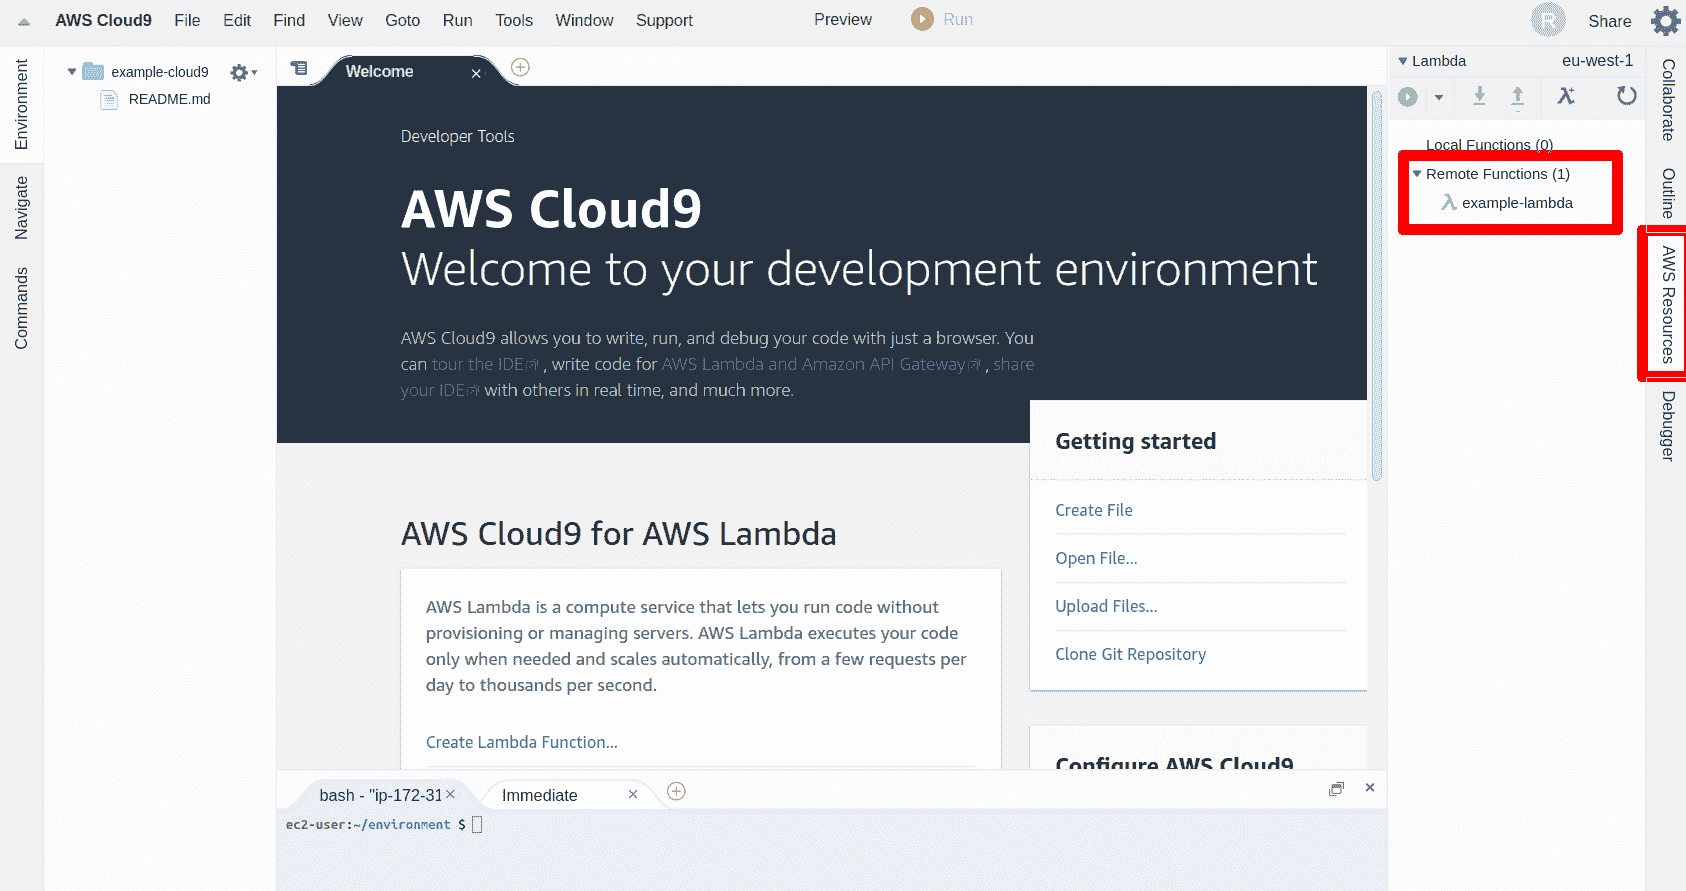 AWS Cloud9 File Edit Find View Goto Run Tools Window Support Preview Run R Share
Environment
Navigate
Commands
example-cloud9
README.md
Welcome
Developer Tools
AWS Cloud9
Welcome to your development environment
AWS Cloud9 allows you to write, run, and debug your code with just a browser. You
can tour the IDE, write code for AWS Lambda and Amazon API Gateway, share
your IDE with others in real time, and much more.
Getting started
Create File
Open File...
Upload Files...
Clone Git Repository
AWS Cloud9 for AWS Lambda
AWS Lambda is a compute service that lets you run code without
provisioning or managing servers. AWS Lambda executes your code
only when needed and scales automatically, from a few requests per
day to thousands per second.
Create Lambda Function...
Configure AWS Cloud9
bash - "ip-172-31
Immediate
ec2-user:~/environment $
Lambda eu-west-1
Local Functions (0)
Remote Functions (1)
example-lambda
Collaborate
Outline
AWS Resources
Debugger